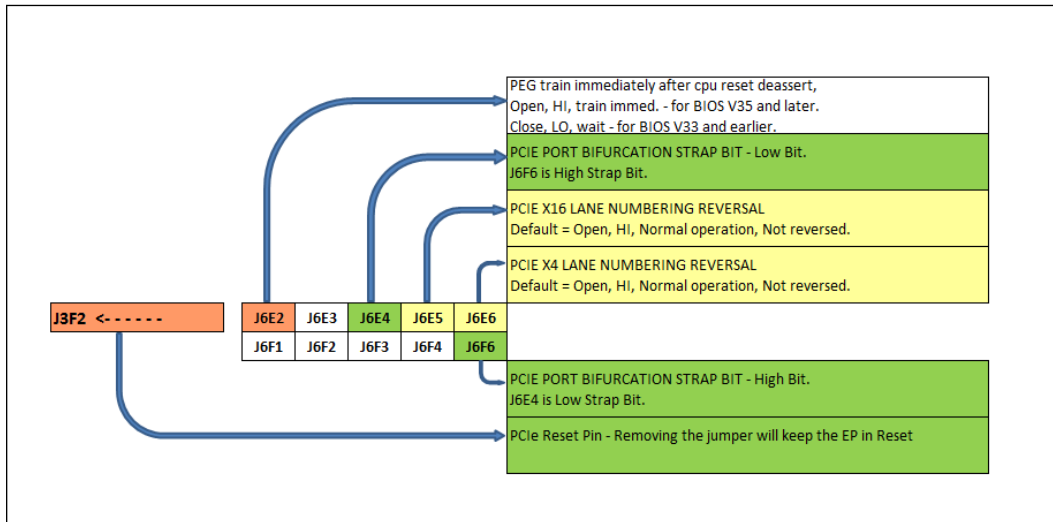 PEG train immediately after cpu reset deassert,
Open, HI, train immed. - for BIOS V35 and later.
Close, LO, wait - for BIOS V33 and earlier.
PCIE PORT BIFURCATION STRAP BIT - Low Bit.
J6F6 is High Strap Bit.
PCIE X16 LANE NUMBERING REVERSAL
Default = Open, HI, Normal operation, Not reversed.
PCIE X4 LANE NUMBERING REVERSAL
Default = Open, HI, Normal operation, Not reversed.
J3F2 <- - - - - -
J6E2 J6E3 J6E4 J6E5 J6E6
J6F1 J6F2 J6F3 J6F4 J6F6
PCIE PORT BIFURCATION STRAP BIT - High Bit.
J6E4 is Low Strap Bit.
PCIe Reset Pin - Removing the jumper will keep the EP in Reset